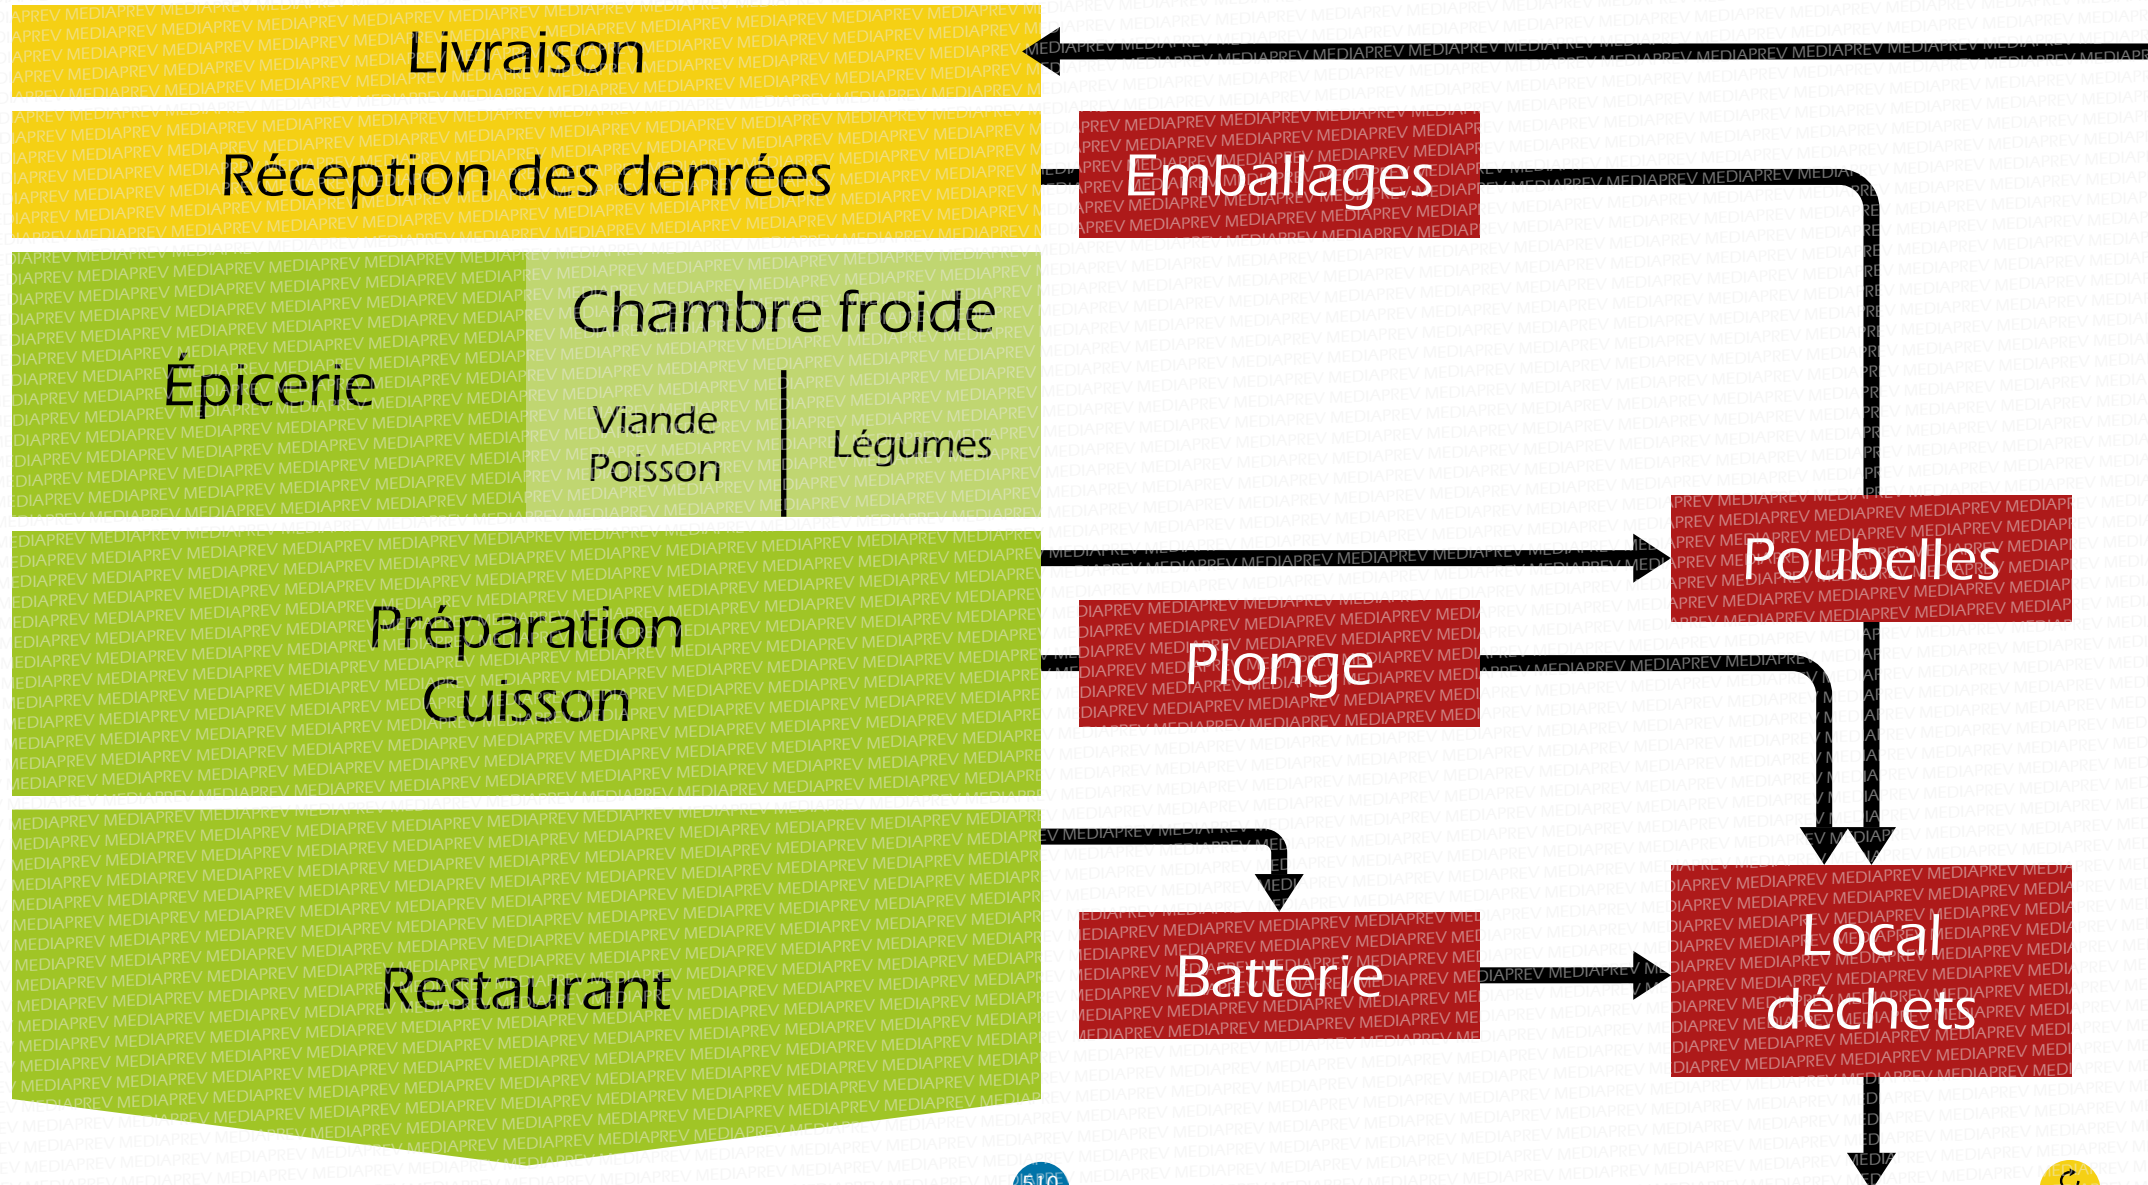 Livraison
Réception des denrées
Emballages
Épicerie
Chambre froide
Viande
Poisson
Légumes
Poubelles
Préparation
Cuisson
Plonge
Restaurant
Batterie
Local
déchets
MEDIAPREV